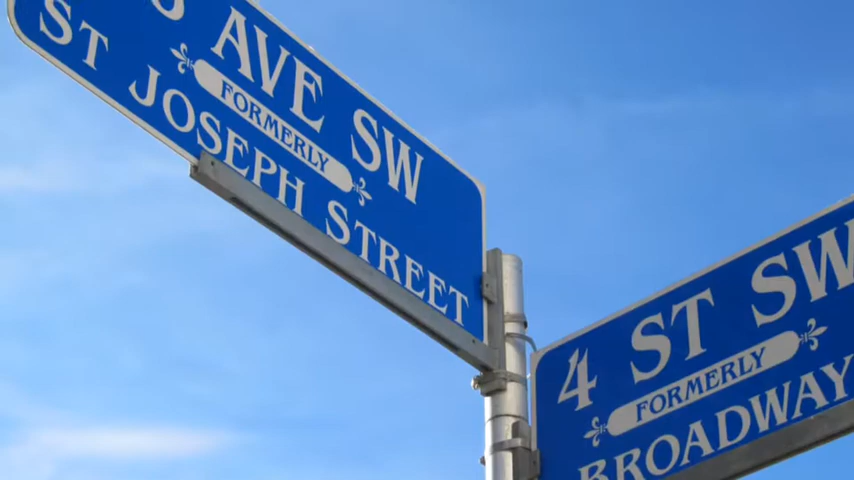 AVE SW
FORMERLY
ST JOSEPH STREET
4 ST SW
FORMERLY
BROADWAY